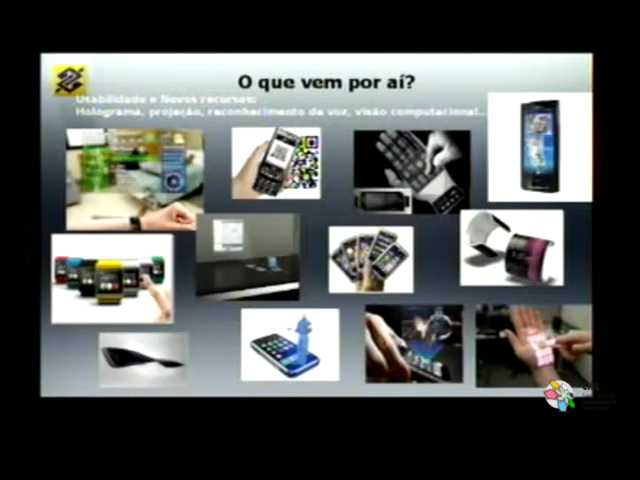 O que vem por aí?
Usabilidade e Novos recursos:
Holograma, projeção, reconhecimento de voz, visão computacional..